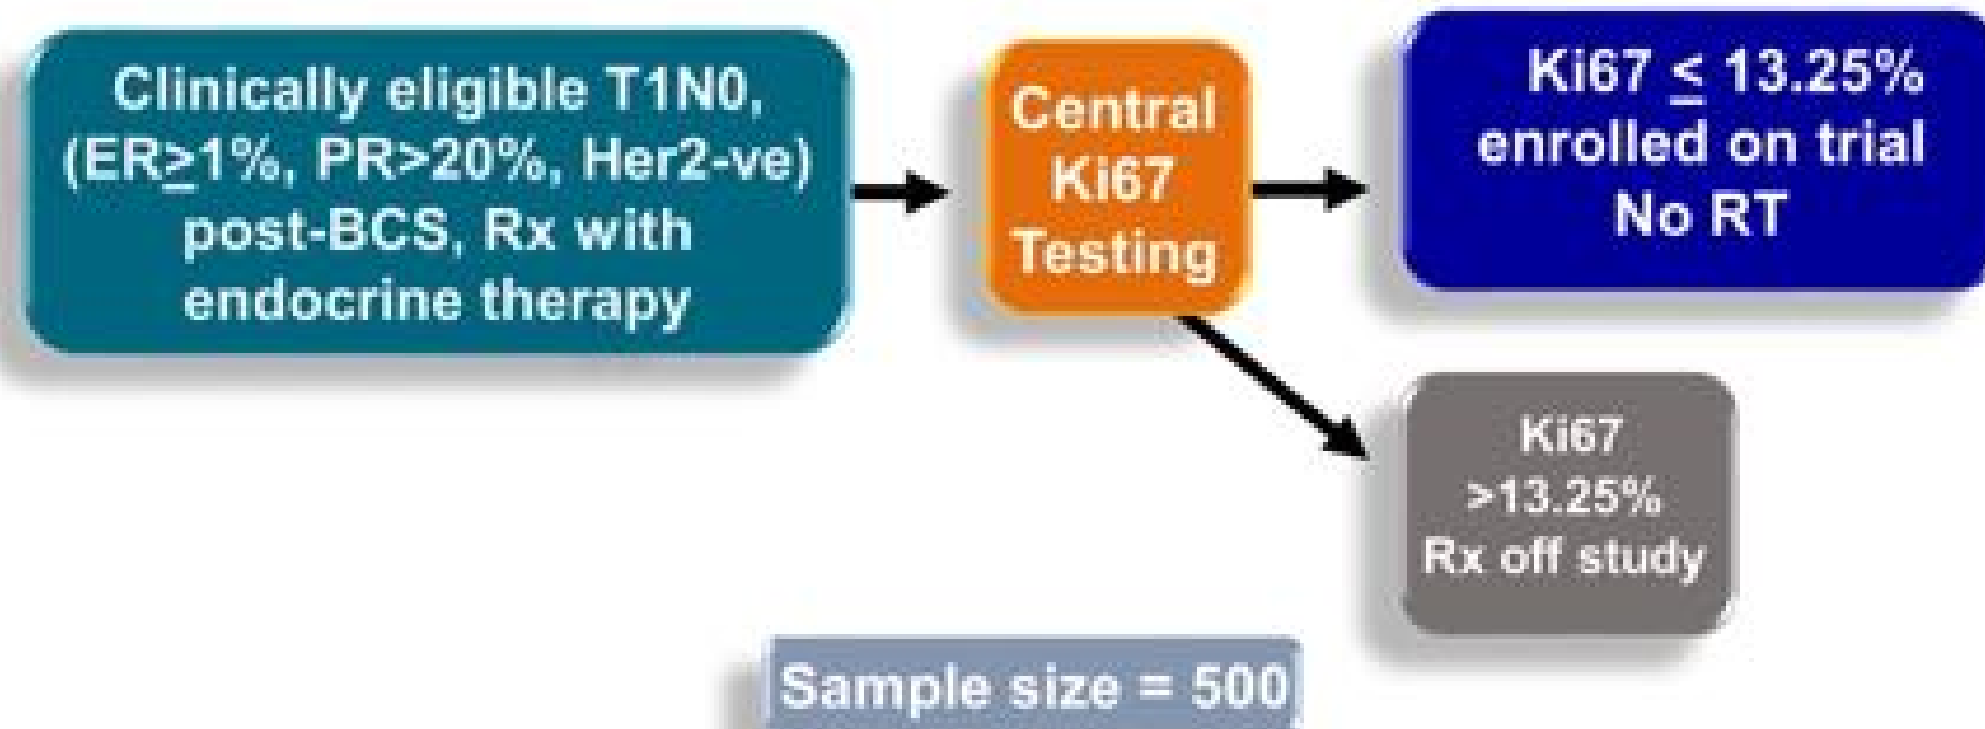 Clinically eligible T1N0,
(ER≥1%, PR>20%, Her2-ve)
post-BCS, Rx with
endocrine therapy
Central
Ki67
Testing
Ki67 ≤ 13.25%
enrolled on trial
No RT
Ki67
>13.25%
Rx off study
Sample size = 500